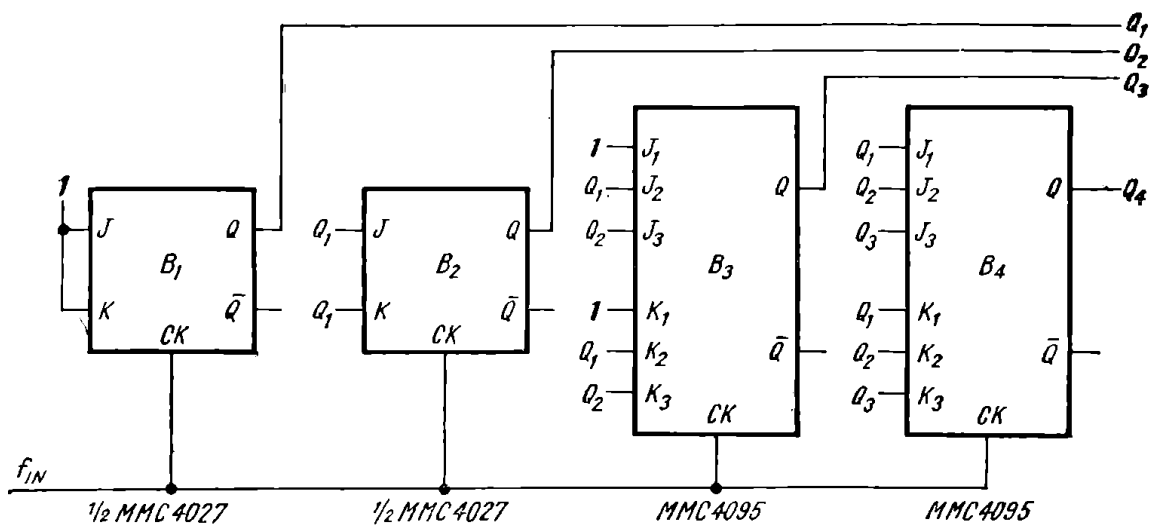 Q₁
Q₂
Q₃
1 J₁
Q₁ J₁
1
Q₁ J₂
Q
Q₂ J₂
Q
Q₄
J
Q
Q₁
J
Q
Q₂ J₃
Q₃ J₃
B₁
B₂
B₃
B₄
K
Q̄
Q₁
K
Q̄
1 K₁
Q₁ K₁
CK
CK
Q₁ K₂
Q̄
Q₂ K₂
Q̄
Q₂ K₃
Q₃ K₃
CK
CK
f_IN
1/2 MMC4027
1/2 MMC4027
MMC4095
MMC4095